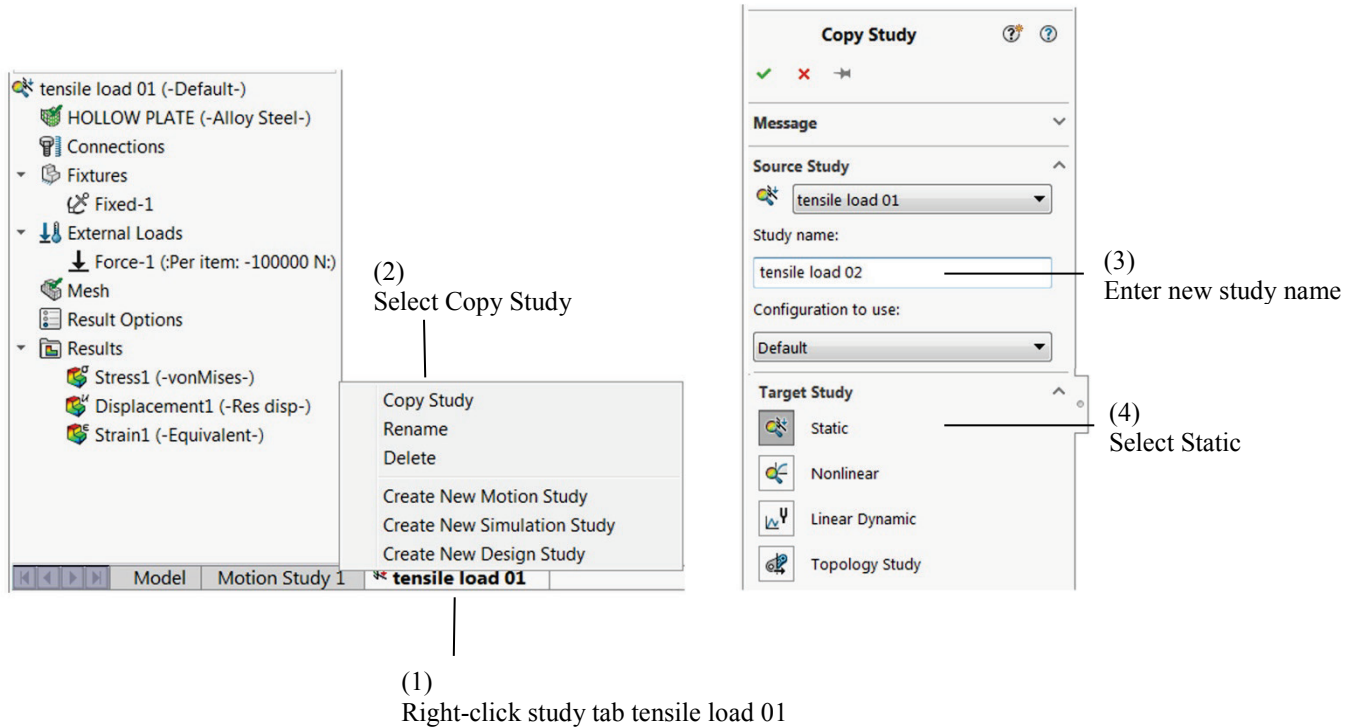 tensile load 01 (-Default-)
HOLLOW PLATE (-Alloy Steel-)
Connections
Fixtures
Fixed-1
External Loads
Force-1 (:Per item: -100000 N:)
Mesh
Result Options
Results
Stress1 (-vonMises-)
Displacement1 (-Res disp-)
Strain1 (-Equivalent-)
(2)
Select Copy Study
Copy Study
Rename
Delete
Create New Motion Study
Create New Simulation Study
Create New Design Study
Model
Motion Study 1
tensile load 01
(1)
Right-click study tab tensile load 01
Copy Study
Message
Source Study
tensile load 01
Study name:
tensile load 02
(3)
Enter new study name
Configuration to use:
Default
Target Study
Static
(4)
Select Static
Nonlinear
Linear Dynamic
Topology Study